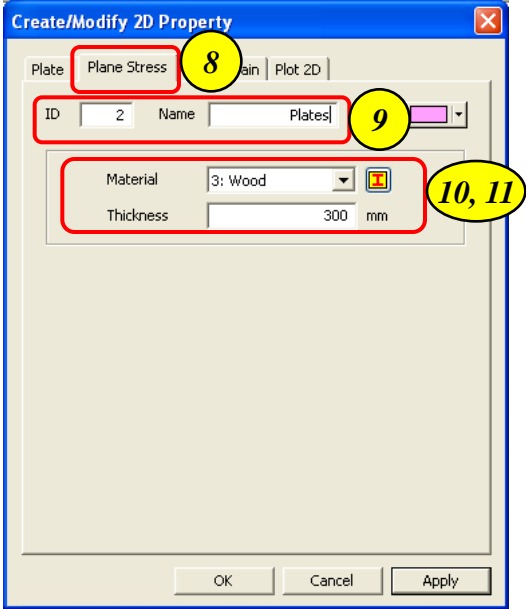 Create/Modify 2D Property
Plate Plane Stress 8 ain Plot 2D
ID 2 Name Plates 9
Material 3: Wood
10, 11
Thickness 300 mm
OK Cancel Apply